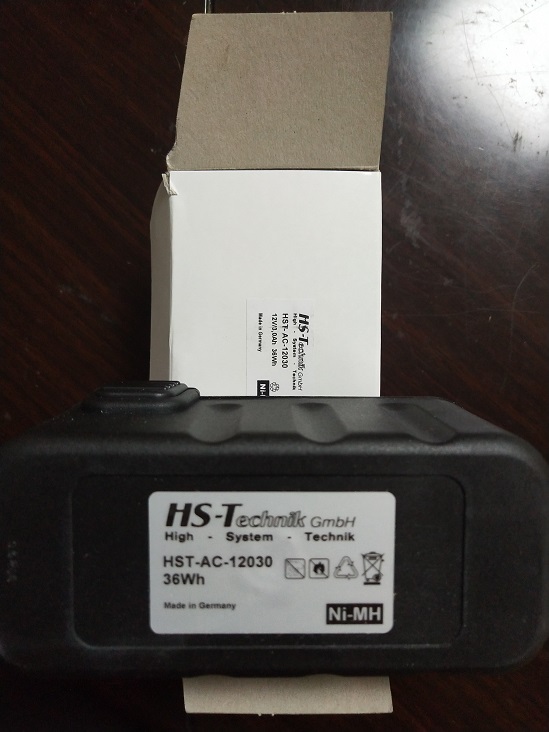 HS-Technik GmbH
High - System - Technik
HST- AC-12030
12V/3,0Ah 36Wh
Made in Germany
HS-Technik GmbH
High - System - Technik
HST-AC-12030
36Wh
Made in Germany
Ni-MH